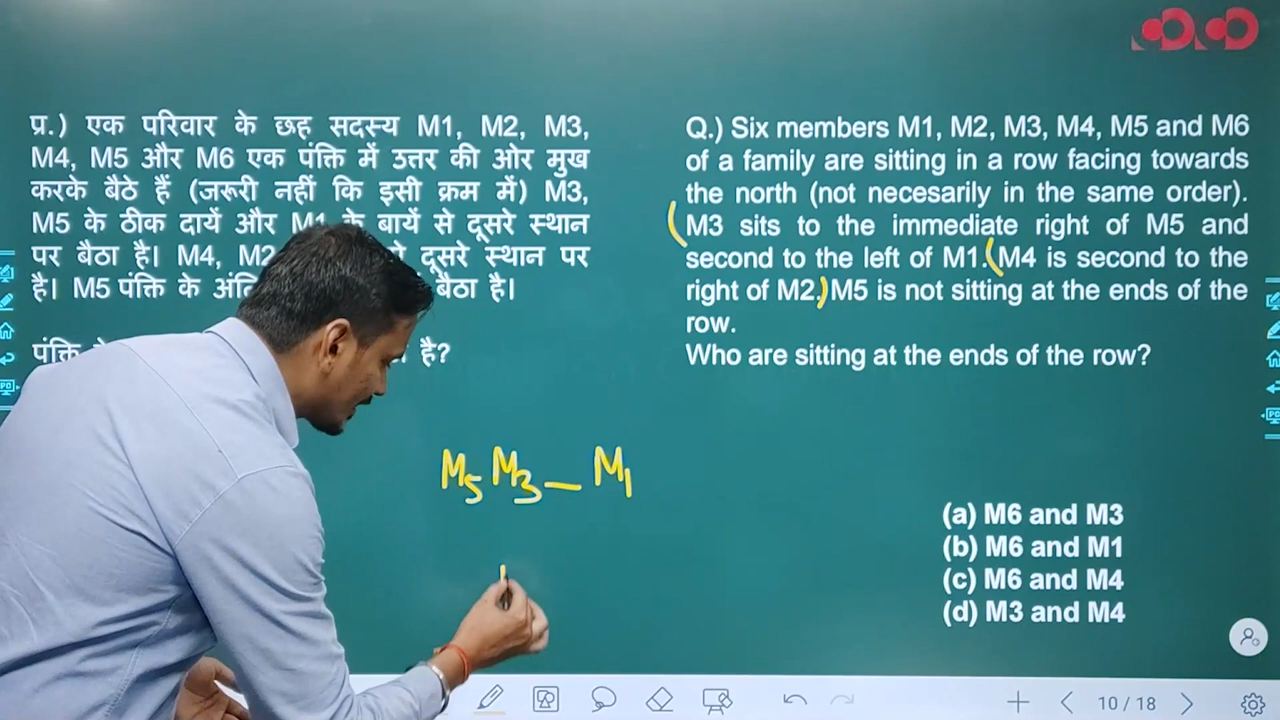 प्र.) एक परिवार के छह सदस्य M1, M2, M3,
M4, M5 और M6 एक पंक्ति में उत्तर की ओर मुख
करके बैठे हैं (जरूरी नहीं कि इसी क्रम में) M3,
M5 के ठीक दायें और M1 के बायें से दूसरे स्थान
पर बैठा है। M4, M2 दूसरे स्थान पर
है। M5 पंक्ति के बैठा है।
पंक्ति है?
Q.) Six members M1, M2, M3, M4, M5 and M6
of a family are sitting in a row facing towards
the north (not necesarily in the same order).
M3 sits to the immediate right of M5 and
second to the left of M1. M4 is second to the
right of M2. M5 is not sitting at the ends of the
row.
Who are sitting at the ends of the row?
M5 M3 _ M1
(a) M6 and M3
(b) M6 and M1
(c) M6 and M4
(d) M3 and M4
10 / 18